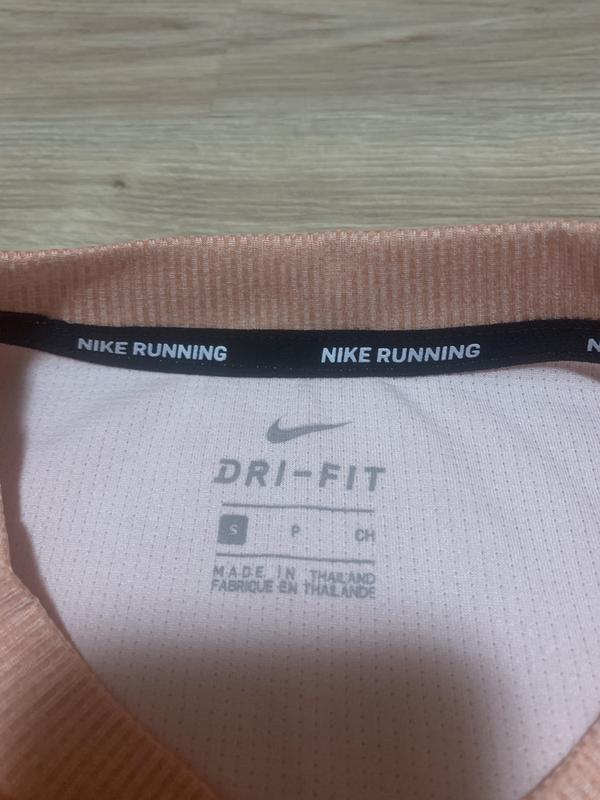 NIKE RUNNING NIKE RUNNING N
DRI-FIT
S P CH
MADE IN THAILAND
FABRIQUE EN THAILANDE